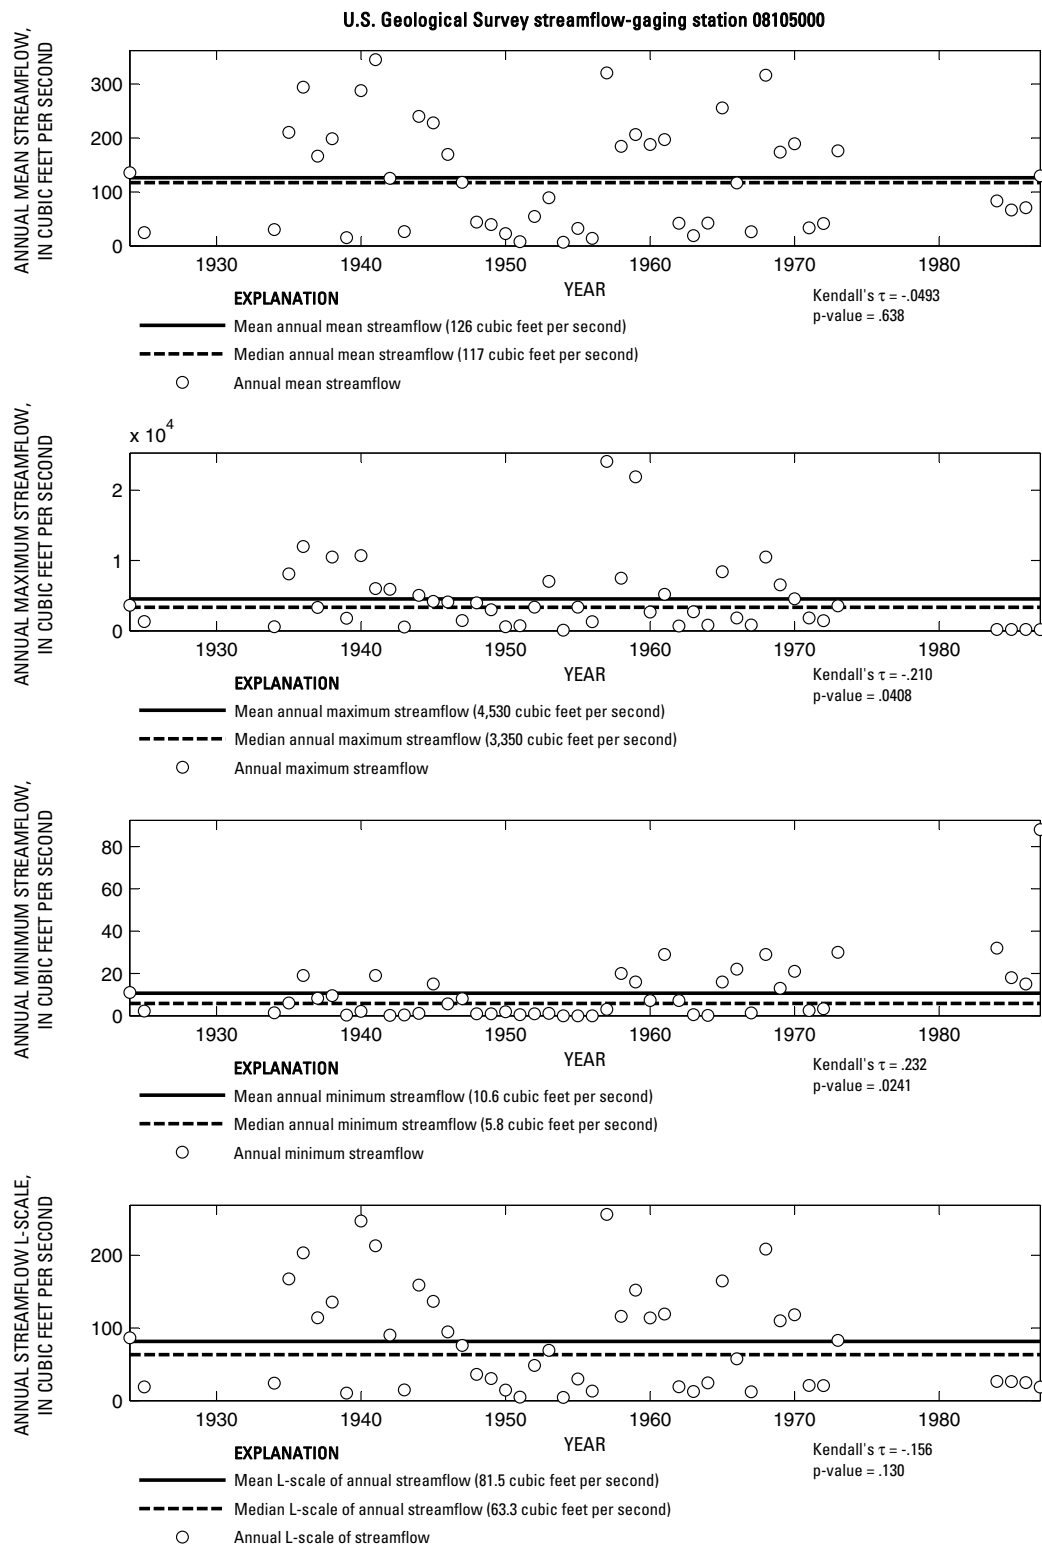 U.S. Geological Survey streamflow-gaging station 08105000
ANNUAL MEAN STREAMFLOW,
IN CUBIC FEET PER SECOND
300
200
100
0
1930 1940 1950 1960 1970 1980
YEAR
Kendall's τ = -.0493
p-value = .638
EXPLANATION
Mean annual mean streamflow (126 cubic feet per second)
Median annual mean streamflow (117 cubic feet per second)
Annual mean streamflow
ANNUAL MAXIMUM STREAMFLOW,
IN CUBIC FEET PER SECOND
x 10⁴
2
1
0
1930 1940 1950 1960 1970 1980
YEAR
Kendall's τ = -.210
p-value = .0408
EXPLANATION
Mean annual maximum streamflow (4,530 cubic feet per second)
Median annual maximum streamflow (3,350 cubic feet per second)
Annual maximum streamflow
ANNUAL MINIMUM STREAMFLOW,
IN CUBIC FEET PER SECOND
80
60
40
20
0
1930 1940 1950 1960 1970 1980
YEAR
Kendall's τ = .232
p-value = .0241
EXPLANATION
Mean annual minimum streamflow (10.6 cubic feet per second)
Median annual minimum streamflow (5.8 cubic feet per second)
Annual minimum streamflow
ANNUAL STREAMFLOW L-SCALE,
IN CUBIC FEET PER SECOND
200
100
0
1930 1940 1950 1960 1970 1980
YEAR
Kendall's τ = -.156
p-value = .130
EXPLANATION
Mean L-scale of annual streamflow (81.5 cubic feet per second)
Median L-scale of annual streamflow (63.3 cubic feet per second)
Annual L-scale of streamflow